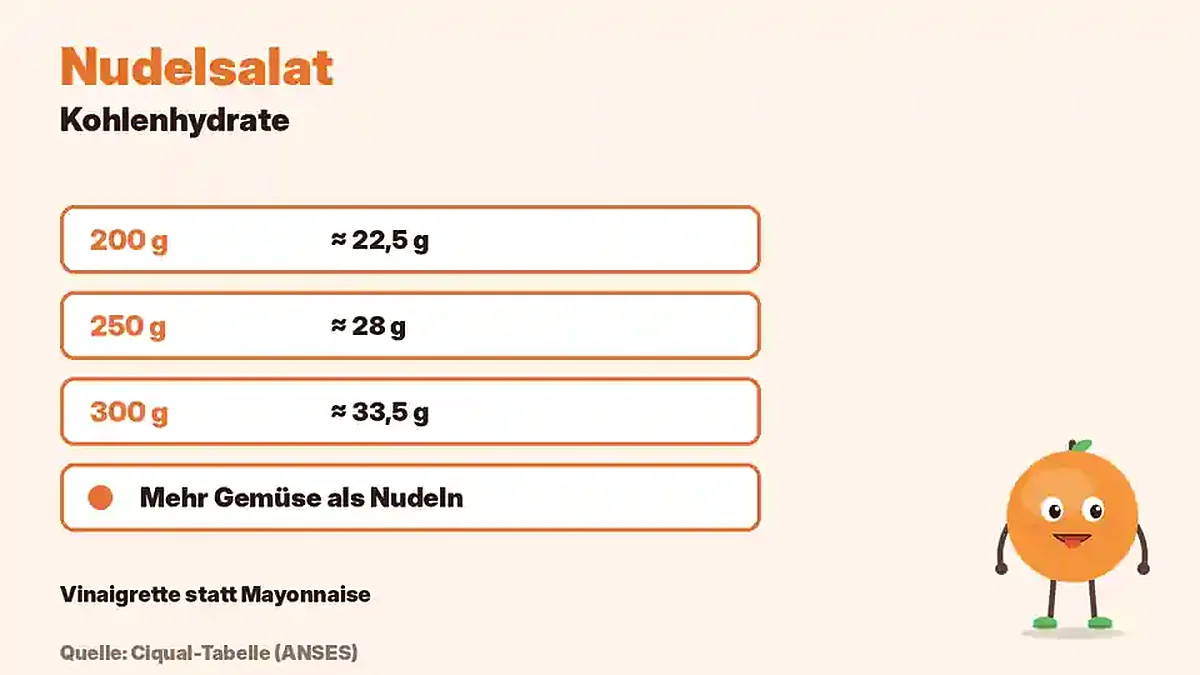 Nudelsalat
Kohlenhydrate
200 g ≈ 22,5 g
250 g ≈ 28 g
300 g ≈ 33,5 g
Mehr Gemüse als Nudeln
Vinaigrette statt Mayonnaise
Quelle: Ciqual-Tabelle (ANSES)